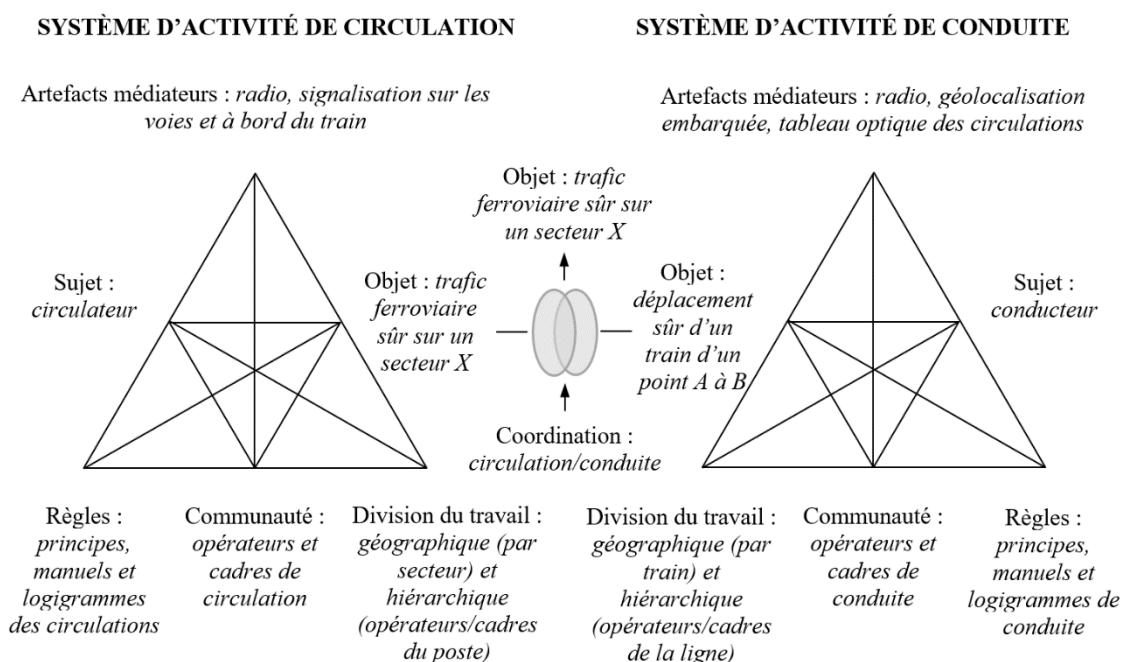 SYSTÈME D'ACTIVITÉ DE CIRCULATION
Artefacts médiateurs : radio, signalisation sur les
voies et à bord du train
Sujet :
circulateur
Objet : trafic
ferroviaire
sûr sur un
secteur X
Règles :
principes,
manuels et
logigrammes
des circulations
Communauté :
opérateurs et
cadres de
circulation
Division du travail :
géographique (par
secteur) et
hiérarchique
(opérateurs/cadres
du poste)
Objet : trafic
ferroviaire sûr sur
un secteur X
Coordination :
circulation/conduite
SYSTÈME D'ACTIVITÉ DE CONDUITE
Artefacts médiateurs : radio, géolocalisation
embarquée, tableau optique des circulations
Objet :
déplacement
sûr d'un
train d'un
point A à B
Sujet :
conducteur
Division du travail :
géographique (par
train) et
hiérarchique
(opérateurs/cadres
de la ligne)
Communauté :
opérateurs et
cadres de
conduite
Règles :
principes,
manuels et
logigrammes de
conduite